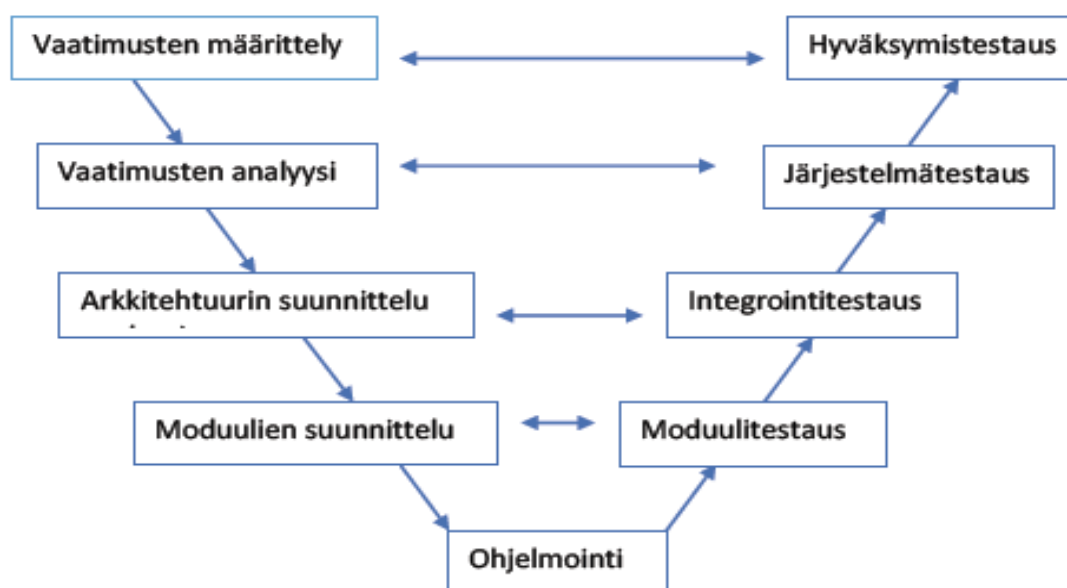 Vaatimusten määrittely
Hyväksymistestaus
Vaatimusten analyysi
Järjestelmätestaus
Arkkitehtuurin suunnittelu
Integrointitestaus
Moduulien suunnittelu
Moduulitestaus
Ohjelmointi